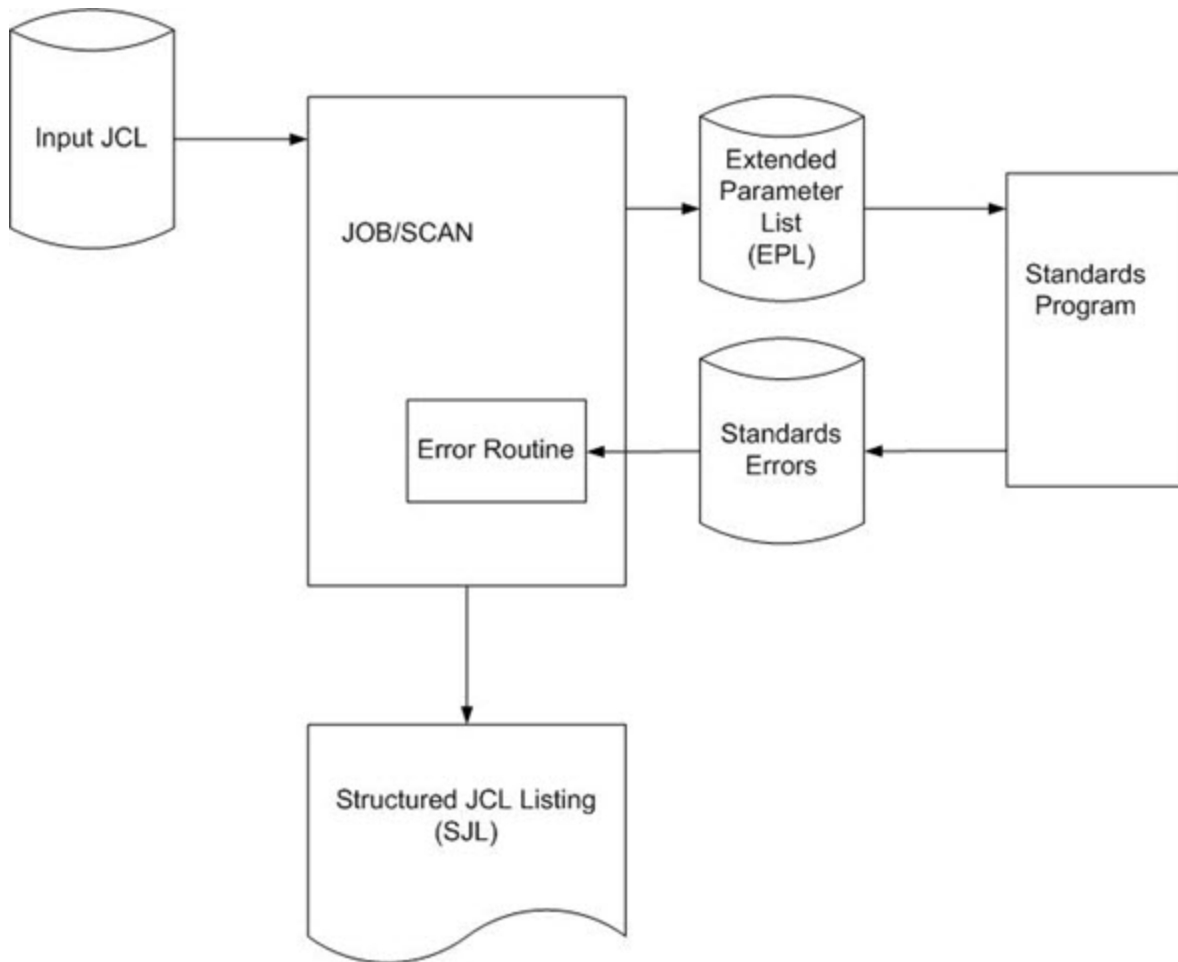 Input JCL
JOB/SCAN
Extended
Parameter
List
(EPL)
Standards
Program
Error Routine
Standards
Errors
Structured JCL Listing
(SJL)